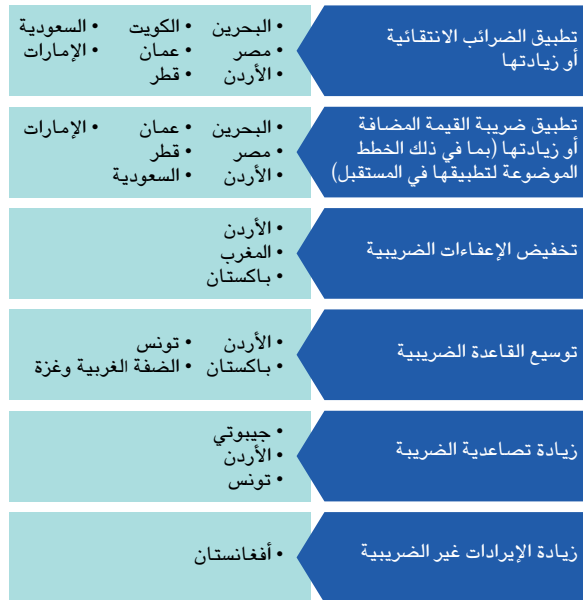 تطبيق الضرائب الانتقائية
أو زيادتها
• البحرين • الكويت • السعودية
• مصر • عمان • الإمارات
• الأردن • قطر
تطبيق ضريبة القيمة المضافة
أو زيادتها (بما في ذلك الخطط
الموضوعة لتطبيقها في المستقبل)
• البحرين • عمان • الإمارات
• مصر • قطر
• الأردن • السعودية
تخفيض الإعفاءات الضريبية
• الأردن
• المغرب
• باكستان
توسيع القاعدة الضريبية
• الأردن • تونس
• باكستان • الضفة الغربية وغزة
زيادة تصاعدية الضريبة
• جيبوتي
• الأردن
• تونس
زيادة الإيرادات غير الضريبية
• أفغانستان